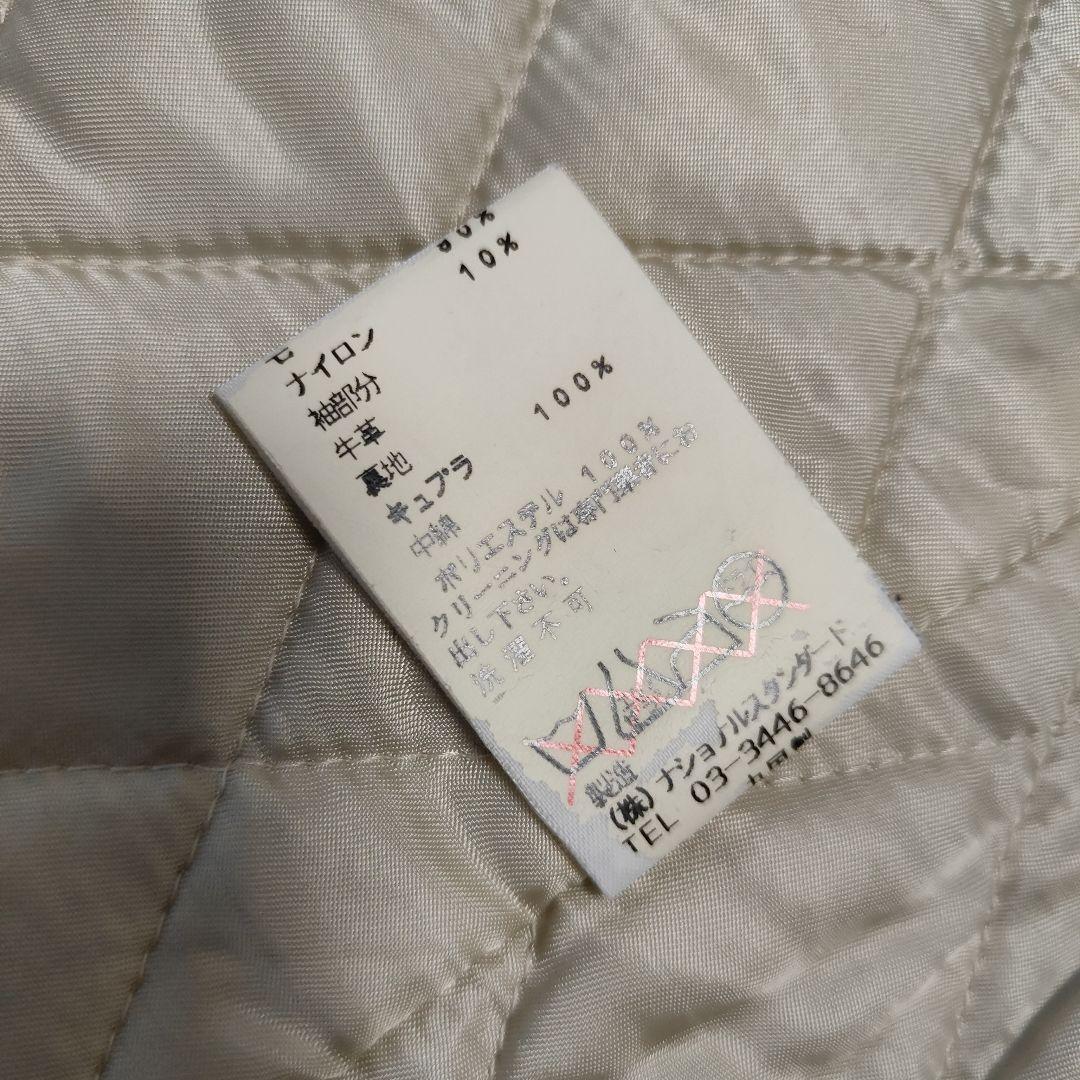 10%
ナイロン
袖部分
牛革
裏地
キュプラ 100%
中綿
ポリエステル 100%
クリーニングは専門業者にお
出し下さい。
洗濯不可
製造
(株)ナショナルスタンダード
TEL 03-3446-8646